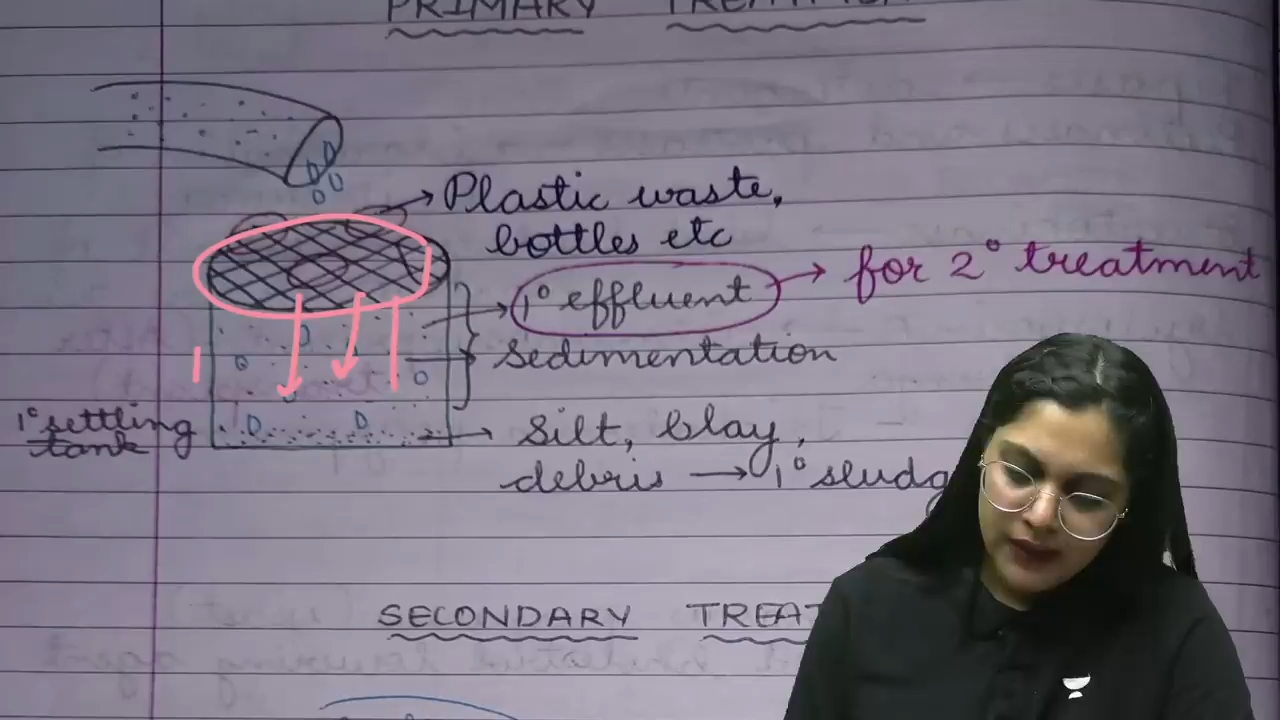 PRIMARY TREATMENT
Plastic waste,
bottles etc
1° effluent
for 2° treatment
sedimentation
1° settling
tank
Silt, Clay,
debris → 1° sludg
SECONDARY TREAT